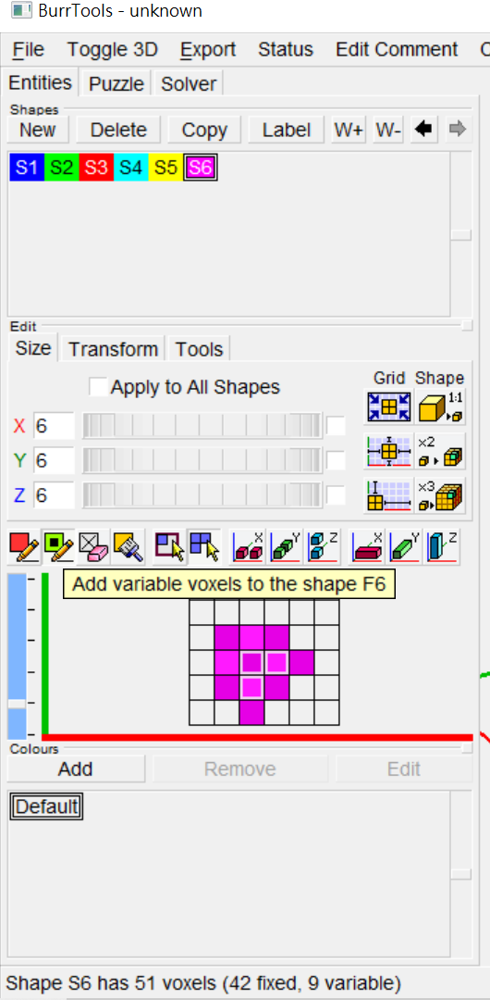 BurrTools - unknown
File Toggle 3D Export Status Edit Comment
Entities Puzzle Solver
Shapes
New Delete Copy Label W+ W-
S1 S2 S3 S4 S5 S6
Edit
Size Transform Tools
Apply to All Shapes
Grid Shape
1:1
X 6
Y 6
x2
Z 6
x3
X Y Z X Y Z
Add variable voxels to the shape F6
Colours
Add Remove Edit
Default
Shape S6 has 51 voxels (42 fixed, 9 variable)